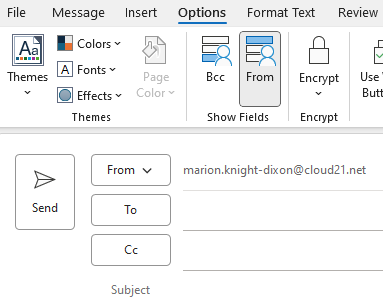 File Message Insert Options Format Text Review
Aa
Themes
Colors
Fonts
Effects
Page Color
Themes
Bcc
From
Show Fields
Encrypt
Encrypt
Use V
Butt
Send
From marion.knight-dixon@cloud21.net
To
Cc
Subject